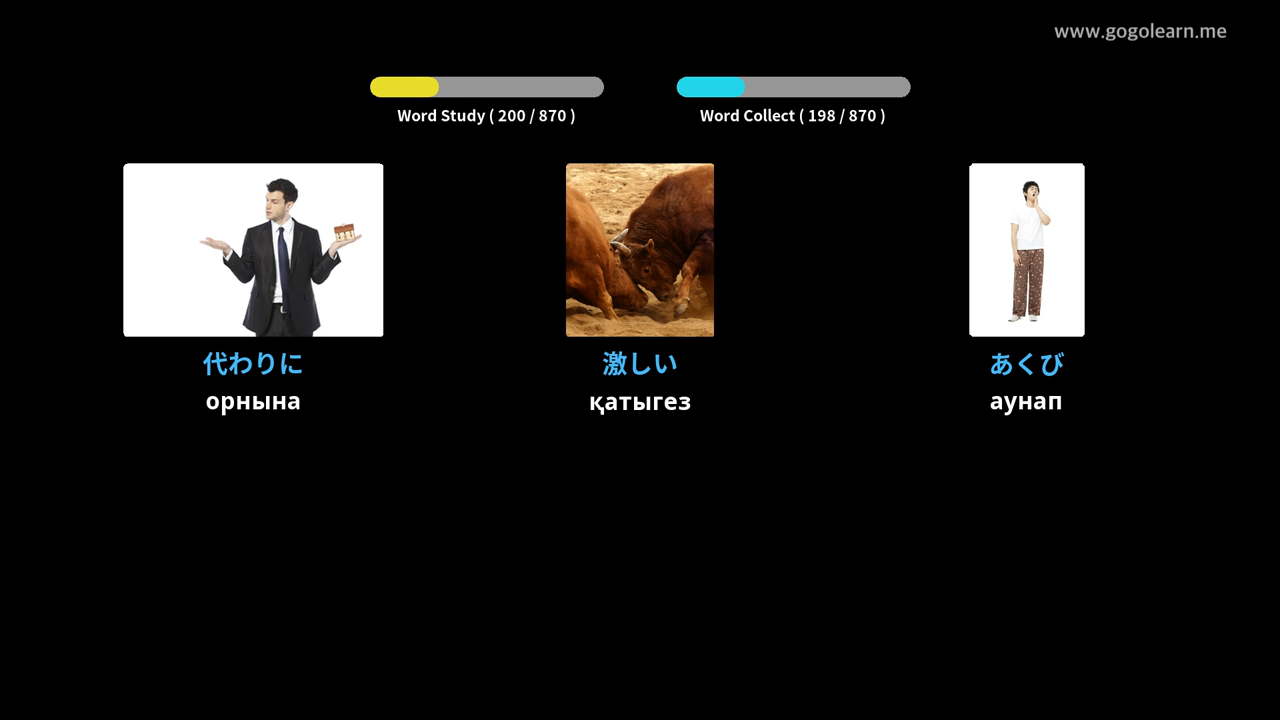 www.gogolearn.me
Word Study ( 200 / 870 )
Word Collect ( 198 / 870 )
代わりに
орнына
激しい
қатыгез
あくび
аунап